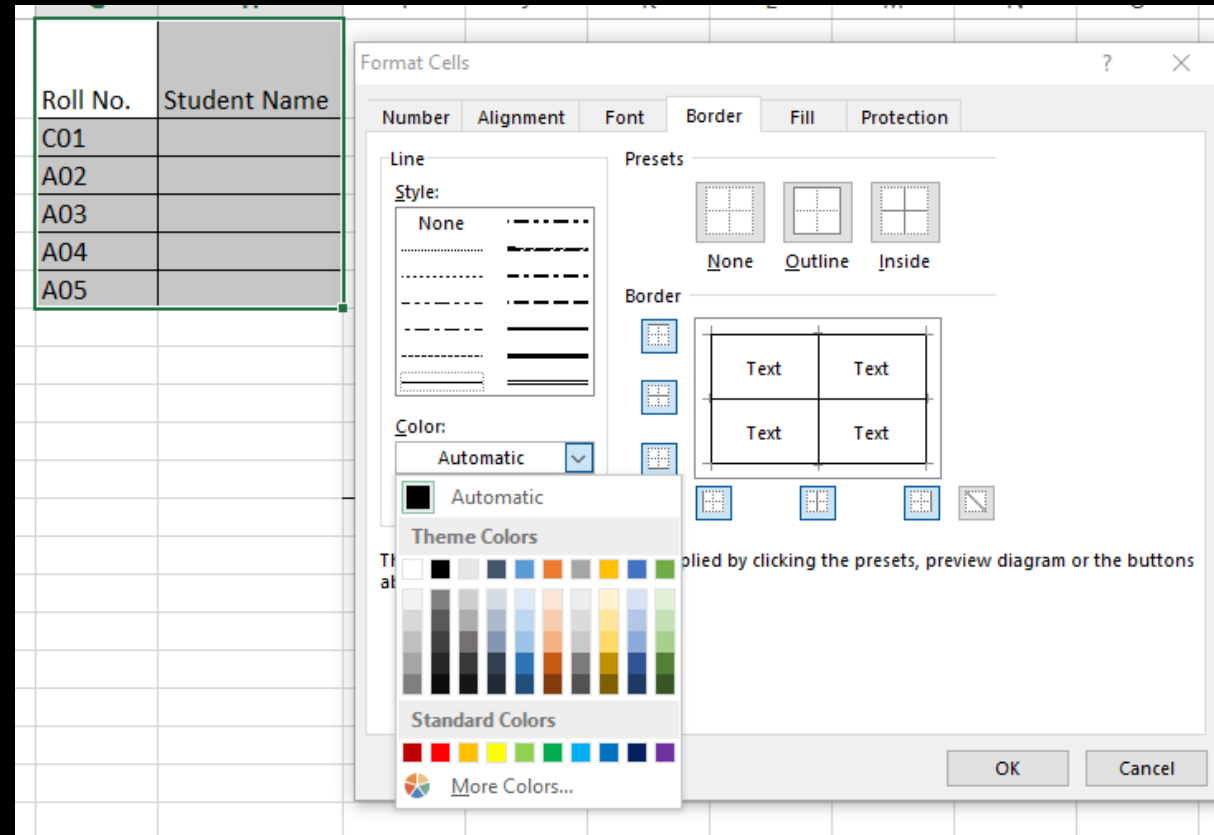 Roll No.
Student Name
C01
A02
A03
A04
A05
Format Cells
?
Number
Alignment
Font
Border
Fill
Protection
Line
Style:
None
Color:
Automatic
Automatic
Theme Colors
Standard Colors
More Colors...
Presets
None
Outline
Inside
Border
Text
Text
Text
Text
plied by clicking the presets, preview diagram or the buttons
OK
Cancel